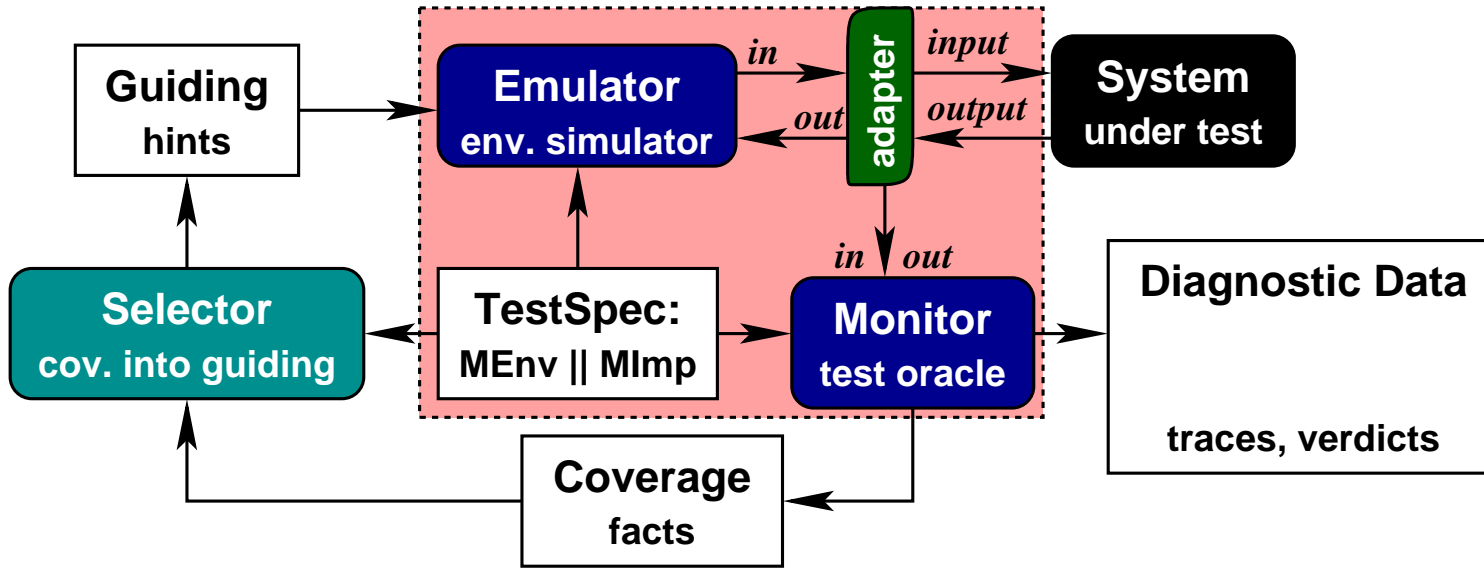 Guiding
hints
Emulator
env. simulator
in
out
adapter
input
output
System
under test
in out
Selector
cov. into guiding
TestSpec:
MEnv || MImp
Monitor
test oracle
Diagnostic Data
traces, verdicts
Coverage
facts